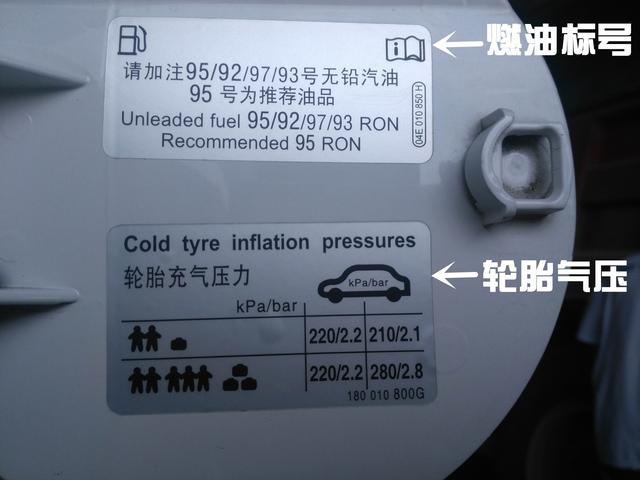 燃油标号
请加注95/92/97/93号无铅汽油
95 号为推荐油品
Unleaded fuel 95/92/97/93 RON
Recommended 95 RON
04E 010 850 H
Cold tyre inflation pressures
轮胎充气压力
kPa/bar
kPa/bar
轮胎气压
220/2.2 210/2.1
220/2.2 280/2.8
180 010 800G